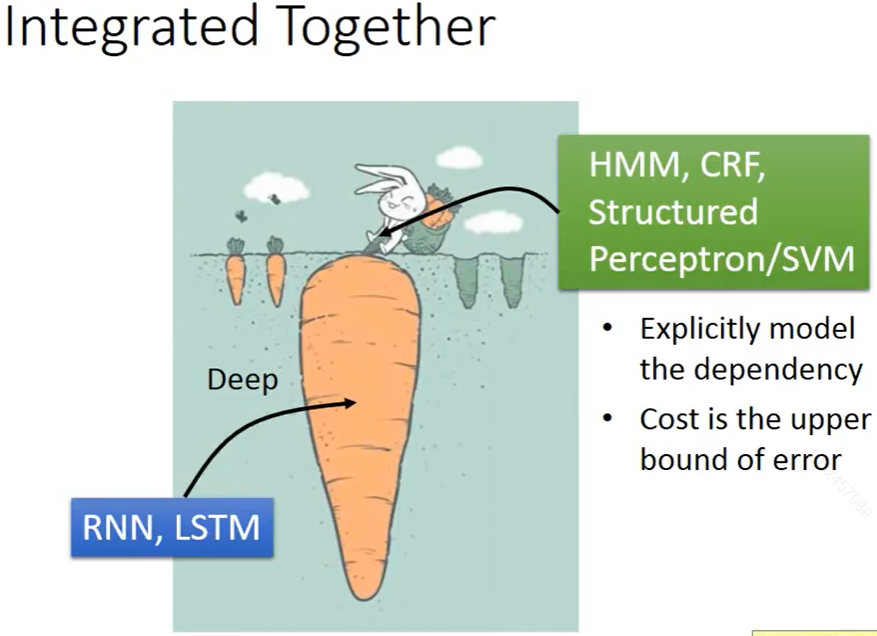 Integrated Together
HMM, CRF,
Structured
Perceptron/SVM
• Explicitly model
the dependency
• Cost is the upper
bound of error
Deep
RNN, LSTM